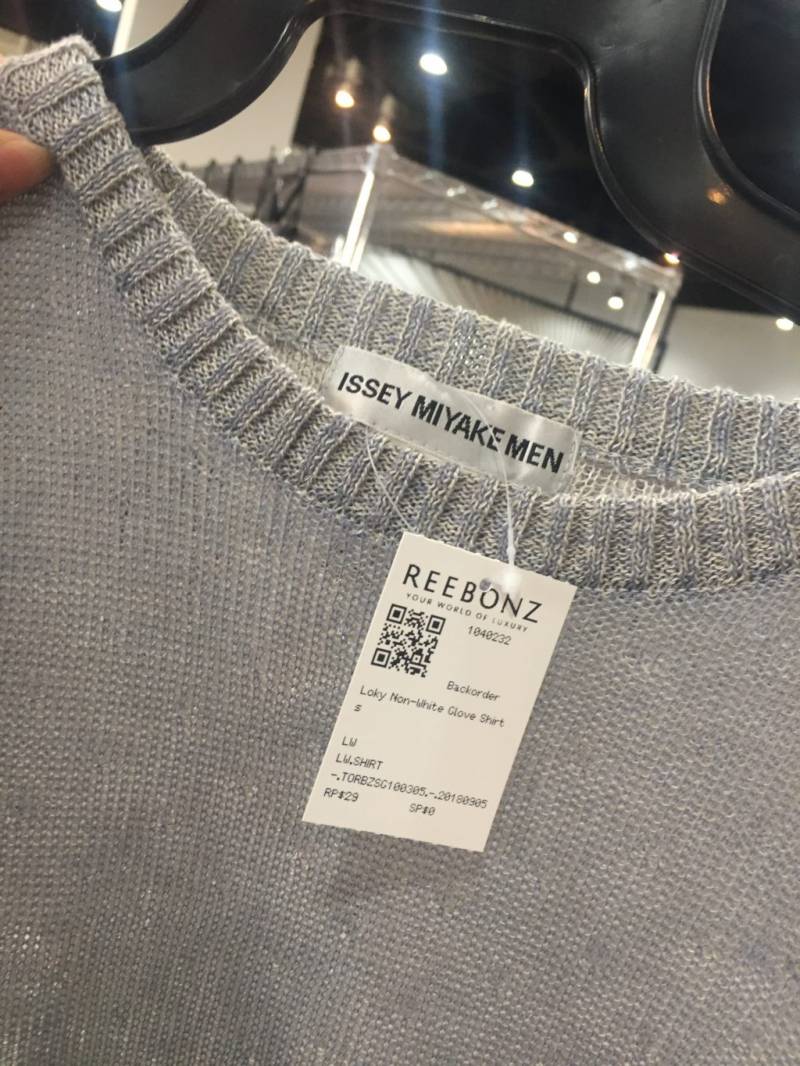 ISSEY MIYAKE MEN
REEBONZ
YOUR WORLD OF LUXURY
1040232
Backorder
Loky Non-White Glove Shirt
s
LW
LW.SHIRT
-.TORBZSG100305.-.20180905
RP$29
SP$0